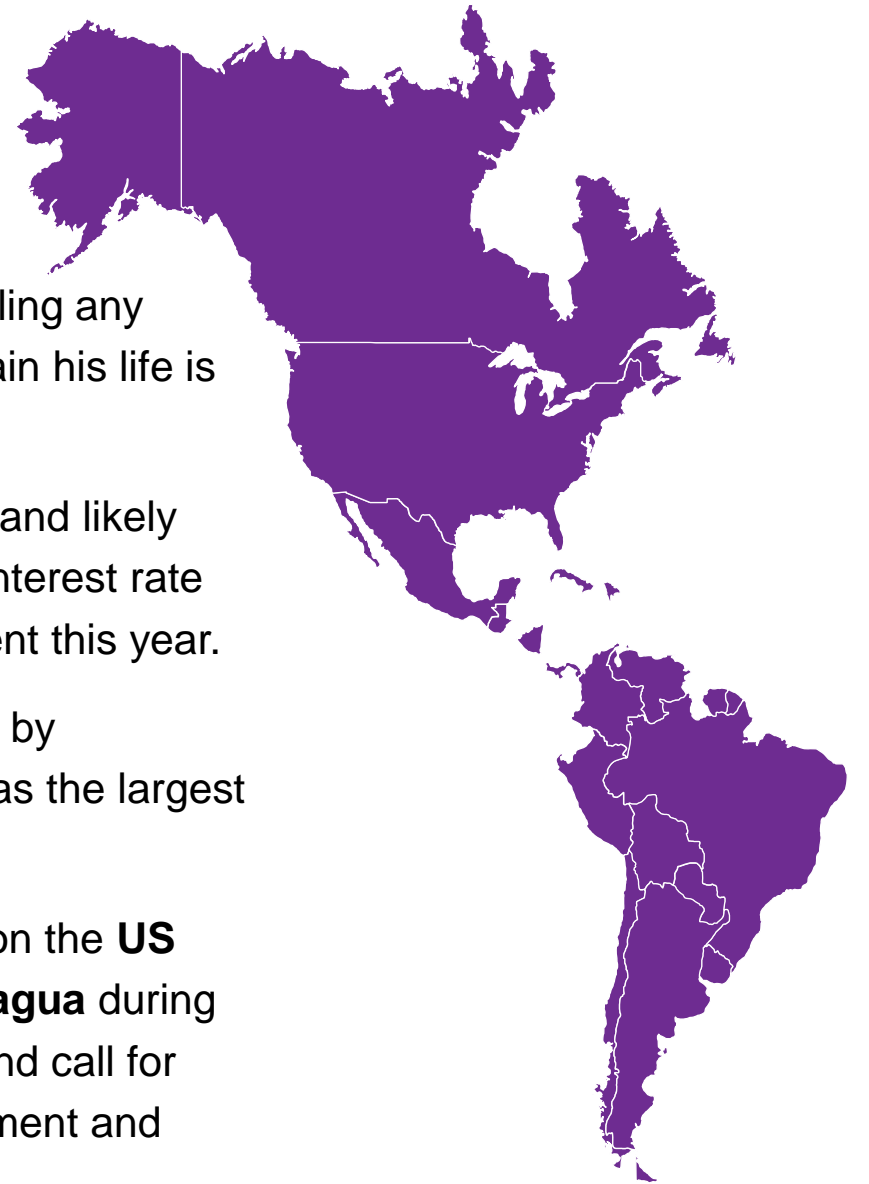 ling any
ain his life is
and likely
nterest rate
ent this year.
by
as the largest
on the US
agua during
nd call for
ment and